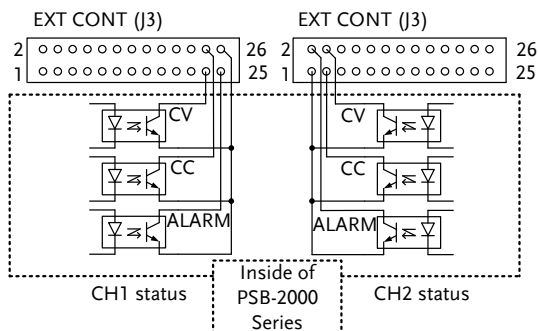 EXT CONT (J3) EXT CONT (J3)
2 26 2 26
1 25 1 25
CV CV
CC CC
ALARM ALARM
CH1 status Inside of PSB-2000 Series CH2 status